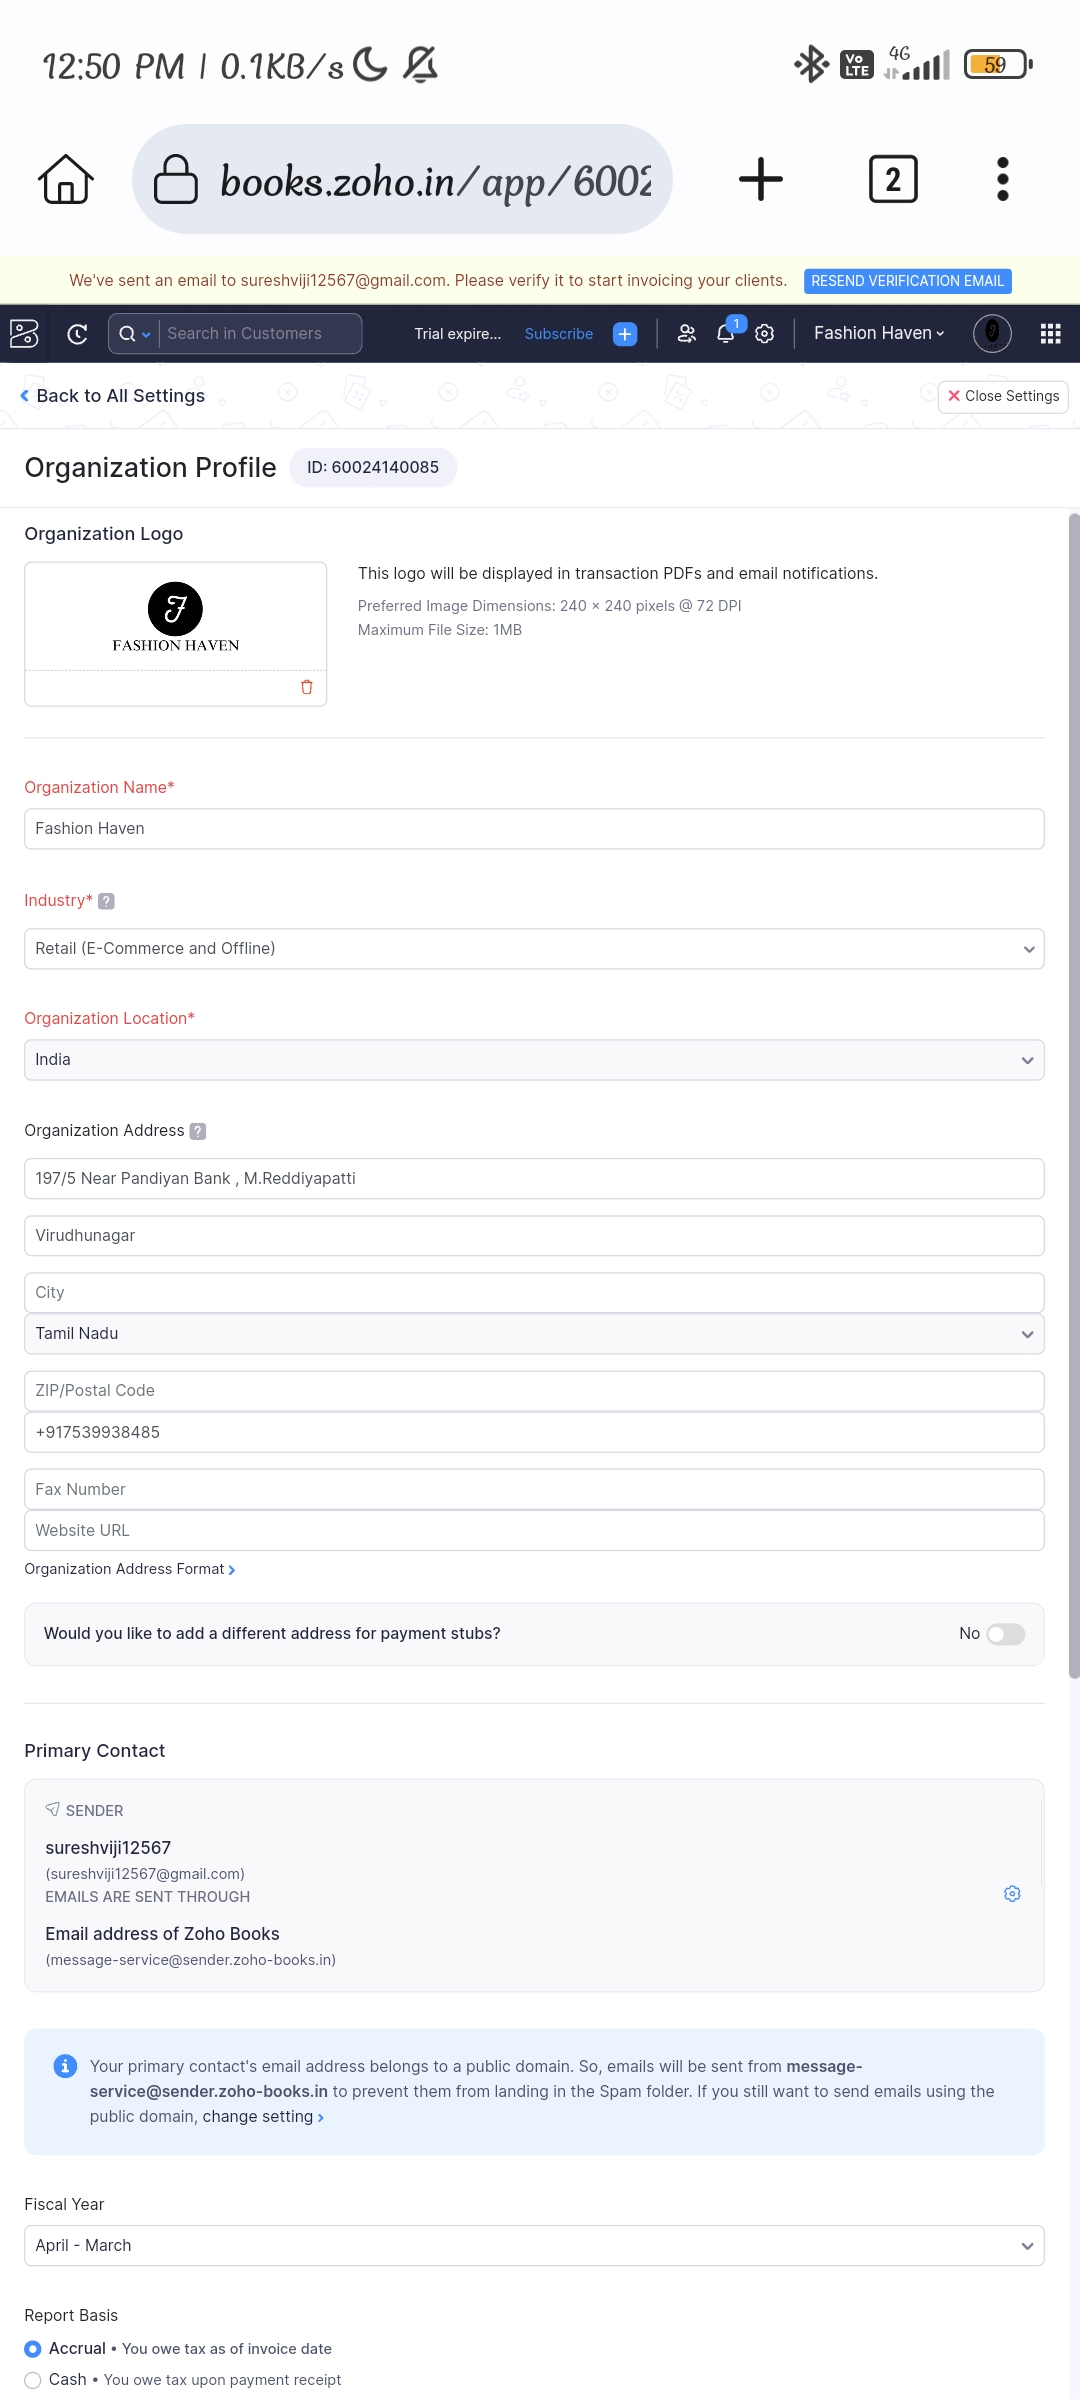 12:50 PM | 0.1KB/s
Vo LTE 4G 59
books.zoho.in/app/6002
2
We've sent an email to sureshviji12567@gmail.com. Please verify it to start invoicing your clients. RESEND VERIFICATION EMAIL
Search in Customers Trial expire... Subscribe 1 Fashion Haven
Back to All Settings
Close Settings
Organization Profile ID: 60024140085
Organization Logo
FASHION HAVEN
This logo will be displayed in transaction PDFs and email notifications.
Preferred Image Dimensions: 240 × 240 pixels @ 72 DPI
Maximum File Size: 1MB
Organization Name*
Fashion Haven
Industry* ?
Retail (E-Commerce and Offline)
Organization Location*
India
Organization Address ?
197/5 Near Pandiyan Bank , M.Reddiyapatti
Virudhunagar
City
Tamil Nadu
ZIP/Postal Code
+917539938485
Fax Number
Website URL
Organization Address Format
Would you like to add a different address for payment stubs? No
Primary Contact
SENDER
sureshviji12567
(sureshviji12567@gmail.com)
EMAILS ARE SENT THROUGH
Email address of Zoho Books
(message-service@sender.zoho-books.in)
Your primary contact's email address belongs to a public domain. So, emails will be sent from message-
service@sender.zoho-books.in to prevent them from landing in the Spam folder. If you still want to send emails using the
public domain, change setting
Fiscal Year
April - March
Report Basis
Accrual • You owe tax as of invoice date
Cash • You owe tax upon payment receipt